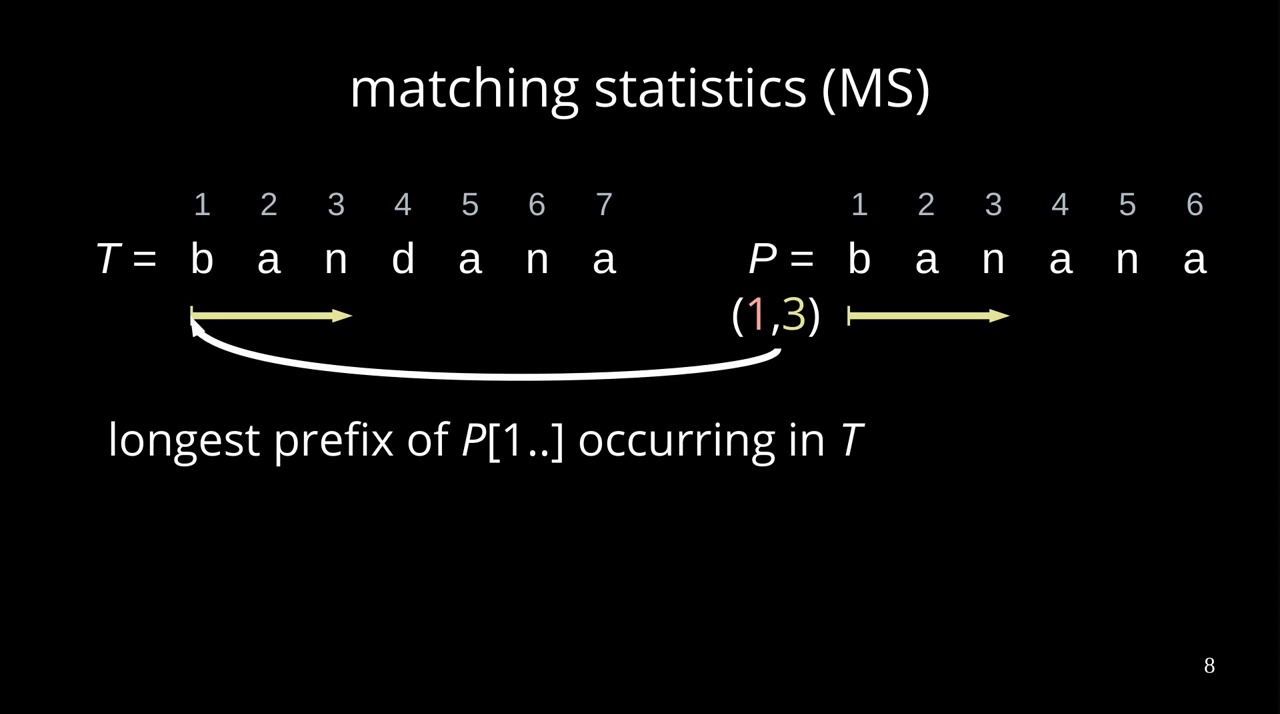 matching statistics (MS)
1 2 3 4 5 6 7
T = b a n d a n a
1 2 3 4 5 6
P = b a n a n a
(1,3)
longest prefix of P[1..] occurring in T
8